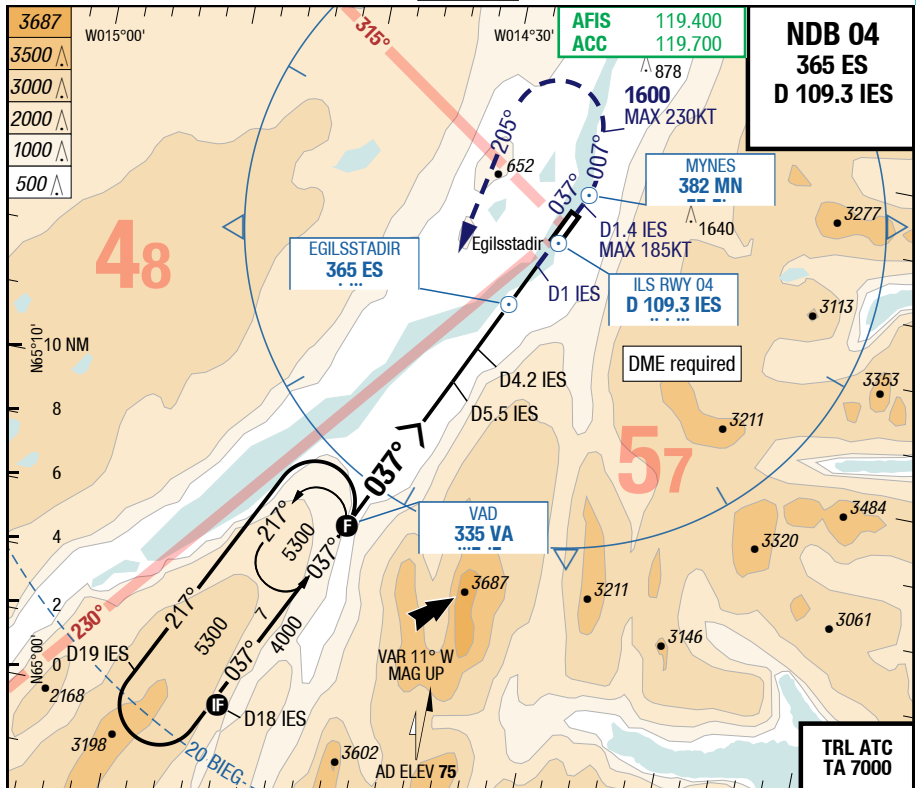 3687
3500
3000
2000
1000
500
W015°00'
315°
W014°30'
AFIS 119.400
ACC 119.700
NDB 04
365 ES
D 109.3 IES
878
1600
MAX 230KT
205°
007°
652
037°
MYNES
382 MN
1640
3277
48
Egilsstadir
D1.4 IES
MAX 185KT
EGILSSTADIR
365 ES
ILS RWY 04
D 109.3 IES
D1 IES
3113
N65°10'
10 NM
DME required
D4.2 IES
3353
8
D5.5 IES
3211
57
6
037°
VAD
335 VA
217°
5300
F
3484
4
037°
3320
3687
3211
2
217°
5300
7
4000
3061
230°
3146
N65°00'
0
D19 IES
037°
VAR 11° W
MAG UP
2168
IF
D18 IES
3198
20 BIEG
3602
AD ELEV 75
TRL ATC
TA 7000